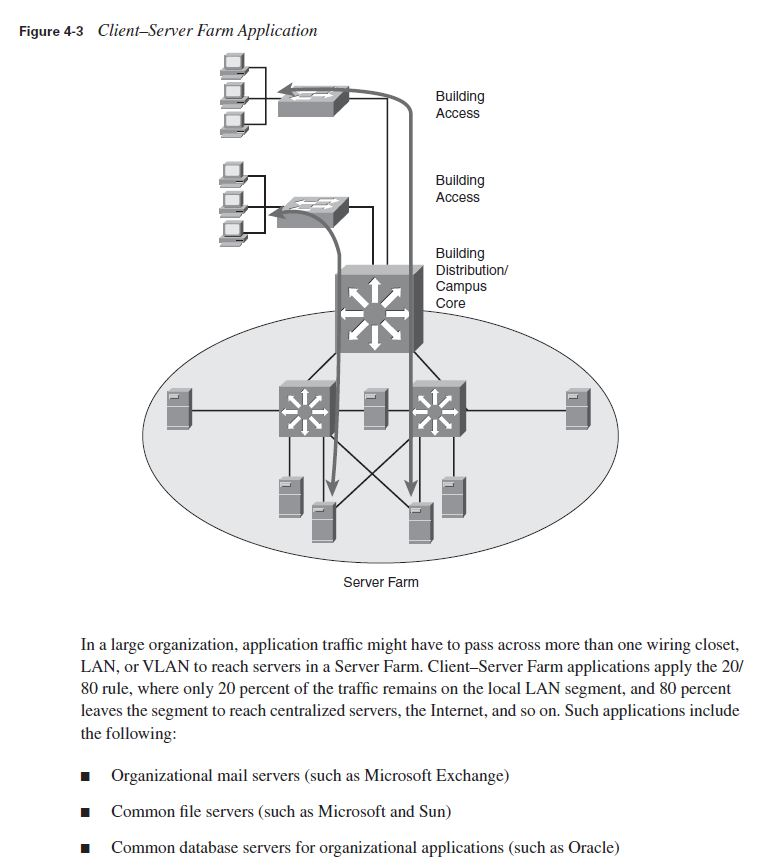 Figure 4-3 Client–Server Farm Application
Building
Access
Building
Access
Building
Distribution/
Campus
Core
Server Farm
In a large organization, application traffic might have to pass across more than one wiring closet,
LAN, or VLAN to reach servers in a Server Farm. Client–Server Farm applications apply the 20/
80 rule, where only 20 percent of the traffic remains on the local LAN segment, and 80 percent
leaves the segment to reach centralized servers, the Internet, and so on. Such applications include
the following:
■ Organizational mail servers (such as Microsoft Exchange)
■ Common file servers (such as Microsoft and Sun)
■ Common database servers for organizational applications (such as Oracle)